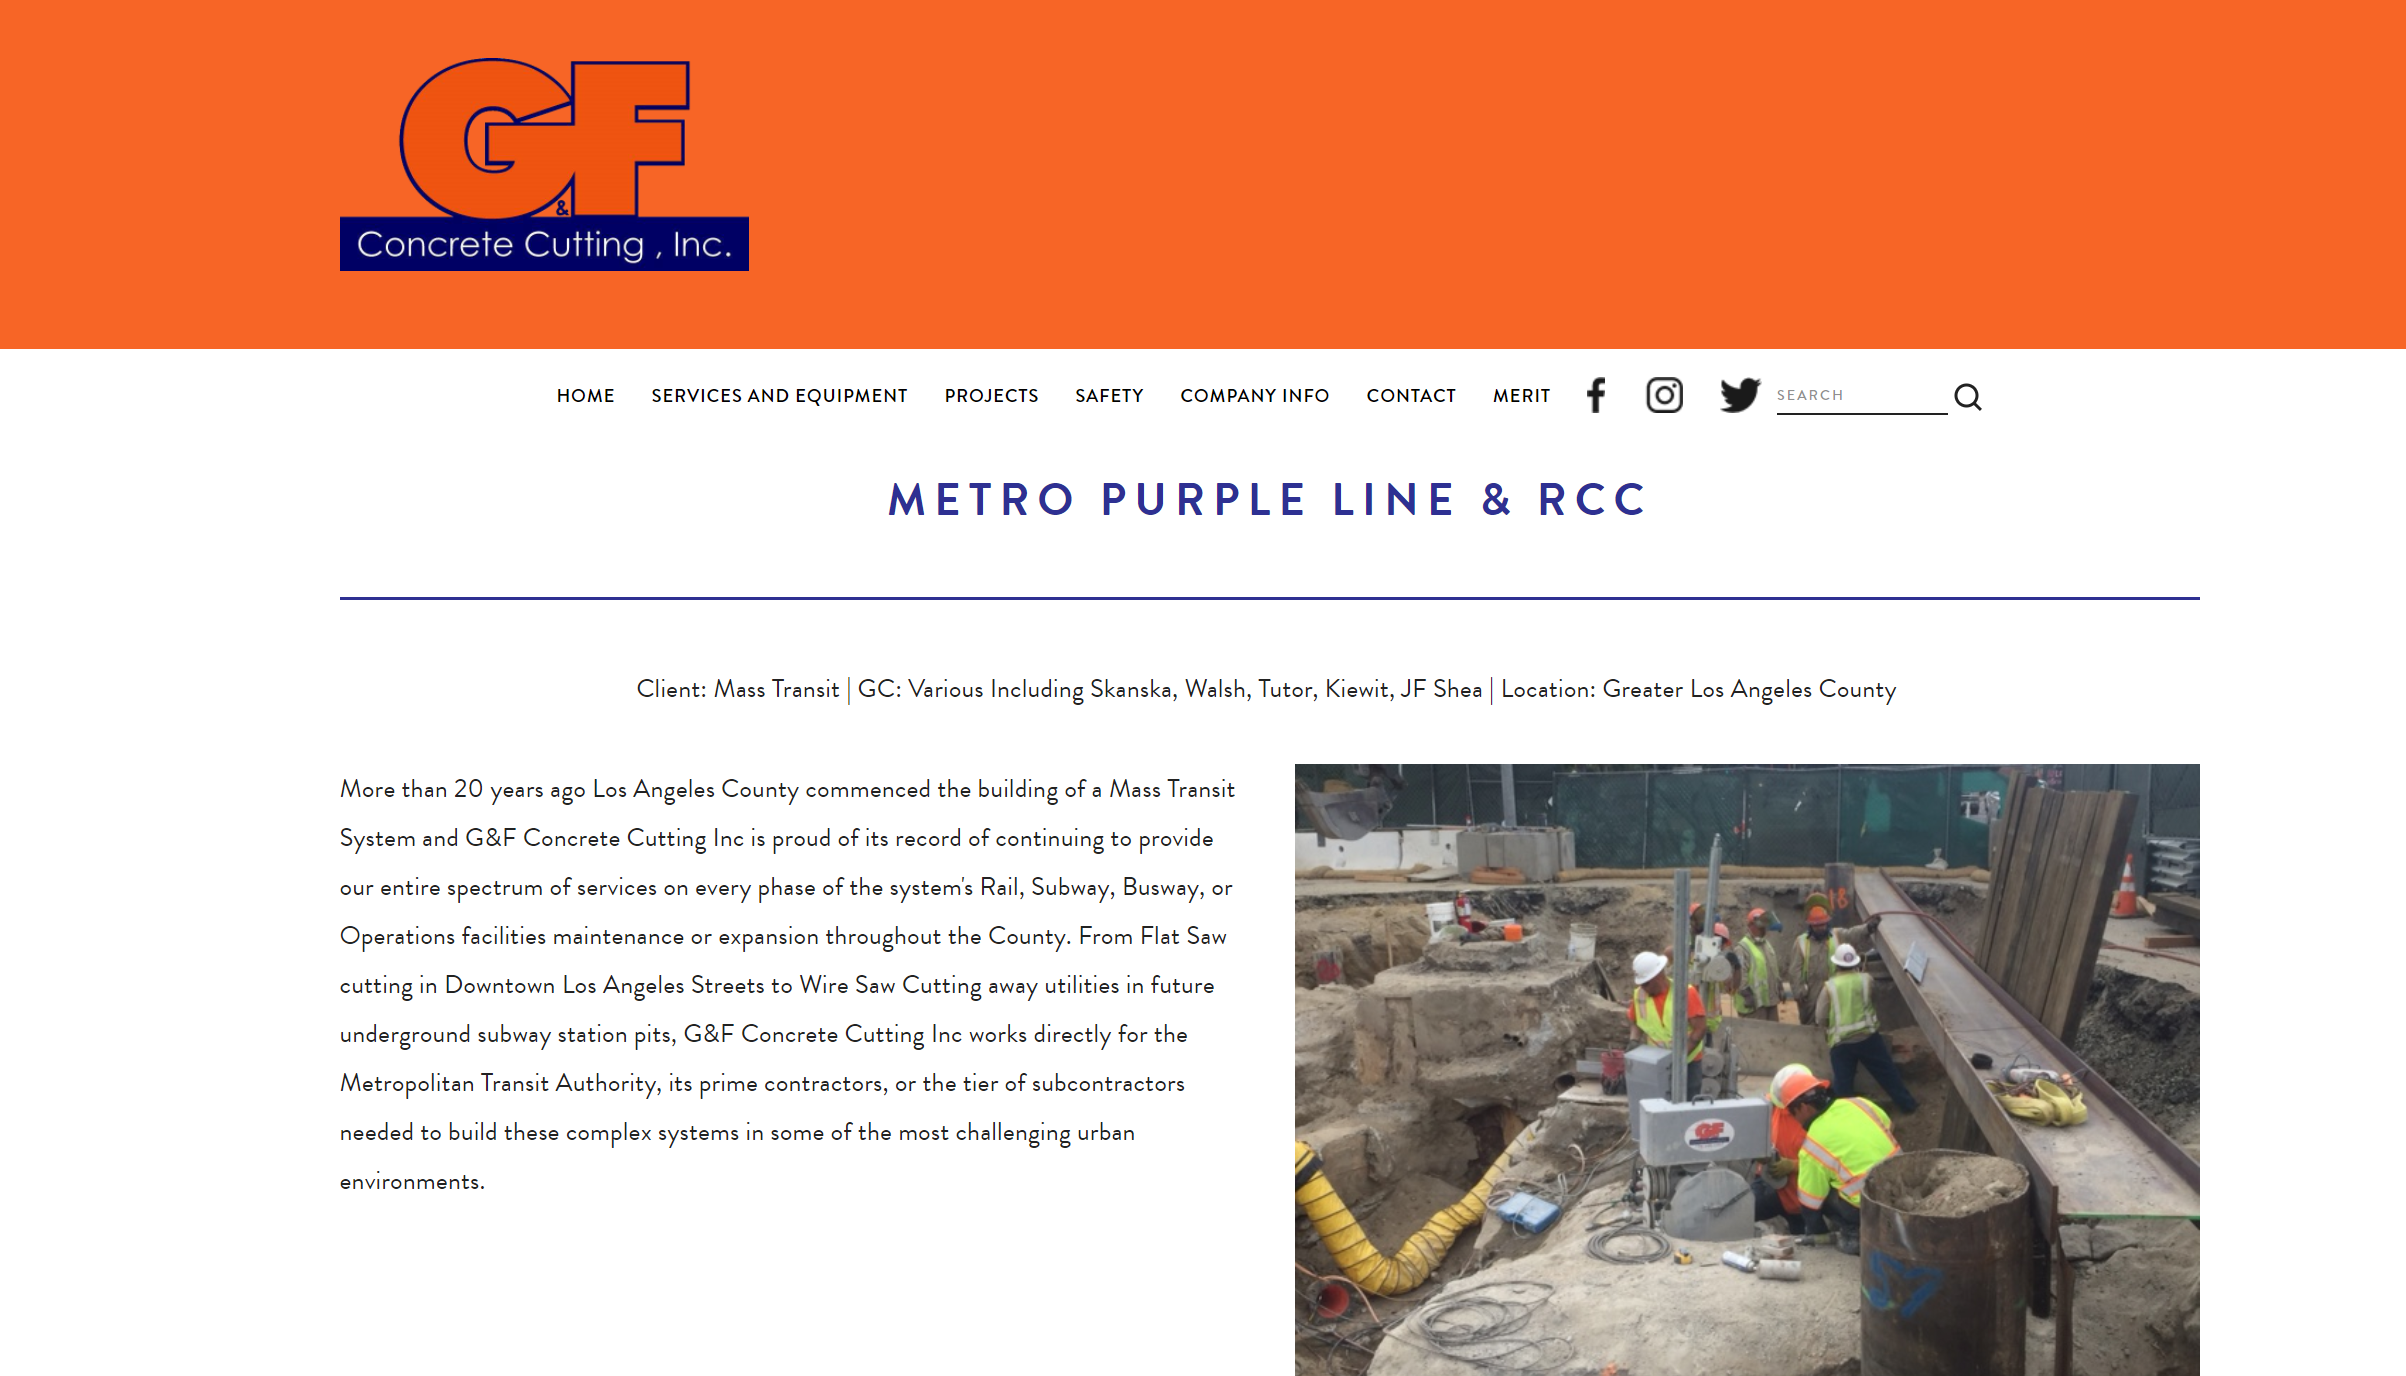 G&F
Concrete Cutting , Inc.
HOME SERVICES AND EQUIPMENT PROJECTS SAFETY COMPANY INFO CONTACT MERIT SEARCH
METRO PURPLE LINE & RCC
Client: Mass Transit | GC: Various Including Skanska, Walsh, Tutor, Kiewit, JF Shea | Location: Greater Los Angeles County
More than 20 years ago Los Angeles County commenced the building of a Mass Transit
System and G&F Concrete Cutting Inc is proud of its record of continuing to provide
our entire spectrum of services on every phase of the system's Rail, Subway, Busway, or
Operations facilities maintenance or expansion throughout the County. From Flat Saw
cutting in Downtown Los Angeles Streets to Wire Saw Cutting away utilities in future
underground subway station pits, G&F Concrete Cutting Inc works directly for the
Metropolitan Transit Authority, its prime contractors, or the tier of subcontractors
needed to build these complex systems in some of the most challenging urban
environments.
18
GF
57